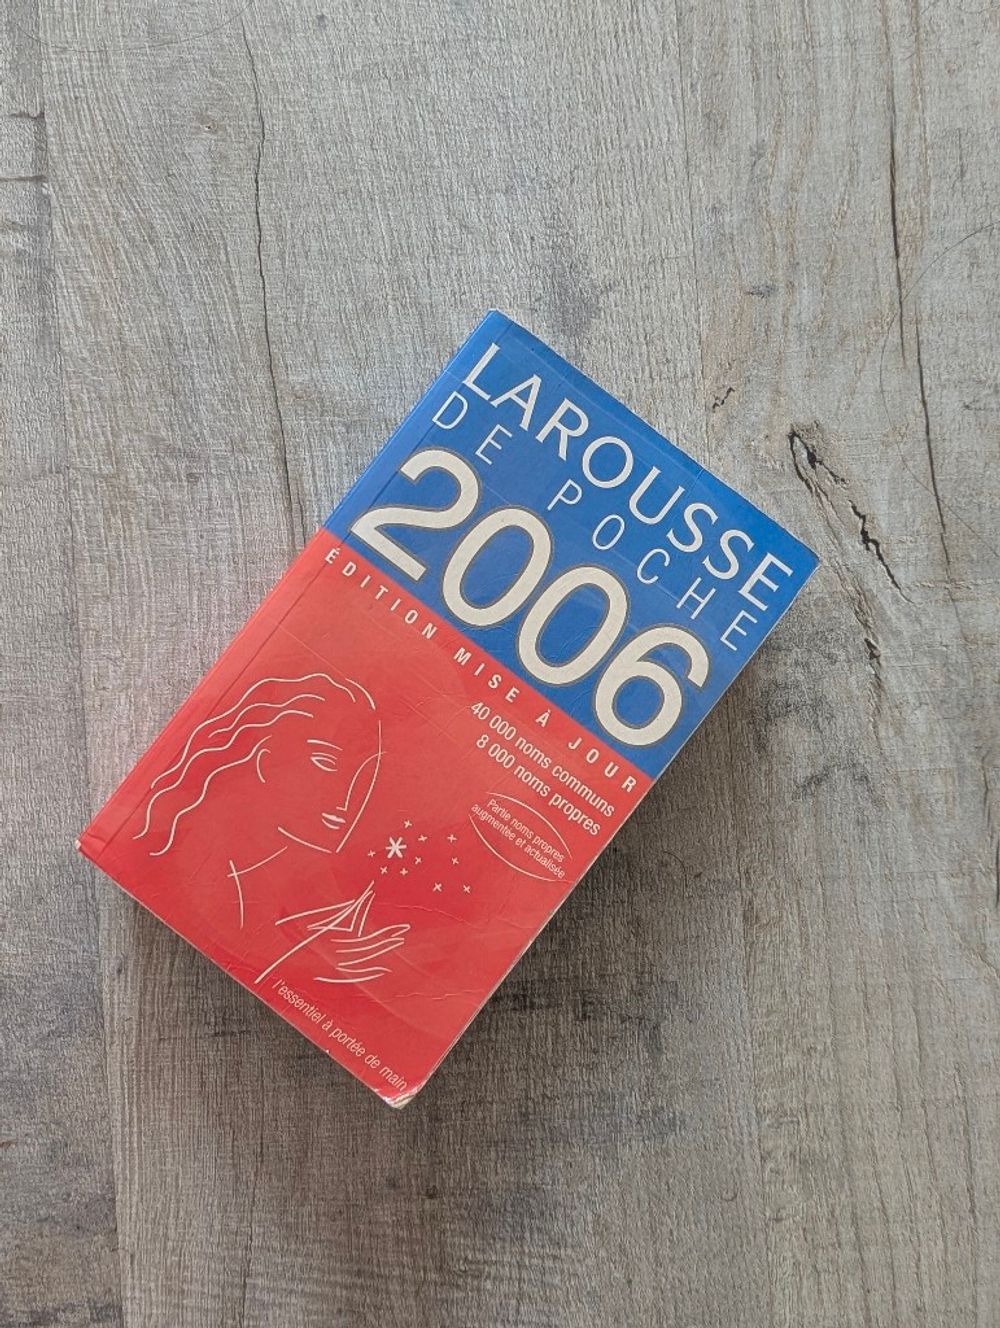 LAROUSSE
DE POCHE
2006
ÉDITION MISE À JOUR
40 000 noms communs
8 000 noms propres
Partie noms propres
augmentée et actualisée
l'essentiel à portée de main